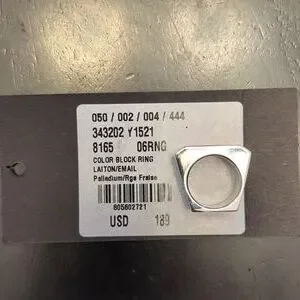 050 / 002 / 004 / 444
343202 Y1521
8165 06RNG
COLOR BLOCK RING
LAITON/EMAIL
Palladium/Rge Fraise
805602721
USD 189